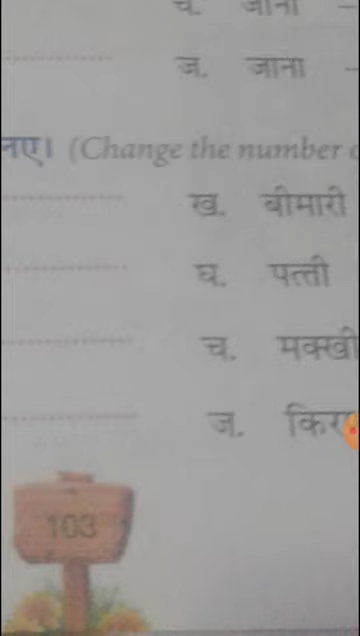 च. जाना –
ज. जाना -
नए। (Change the number
ख. बीमारी
घ. पत्ती
च. मक्खी
ज.
103